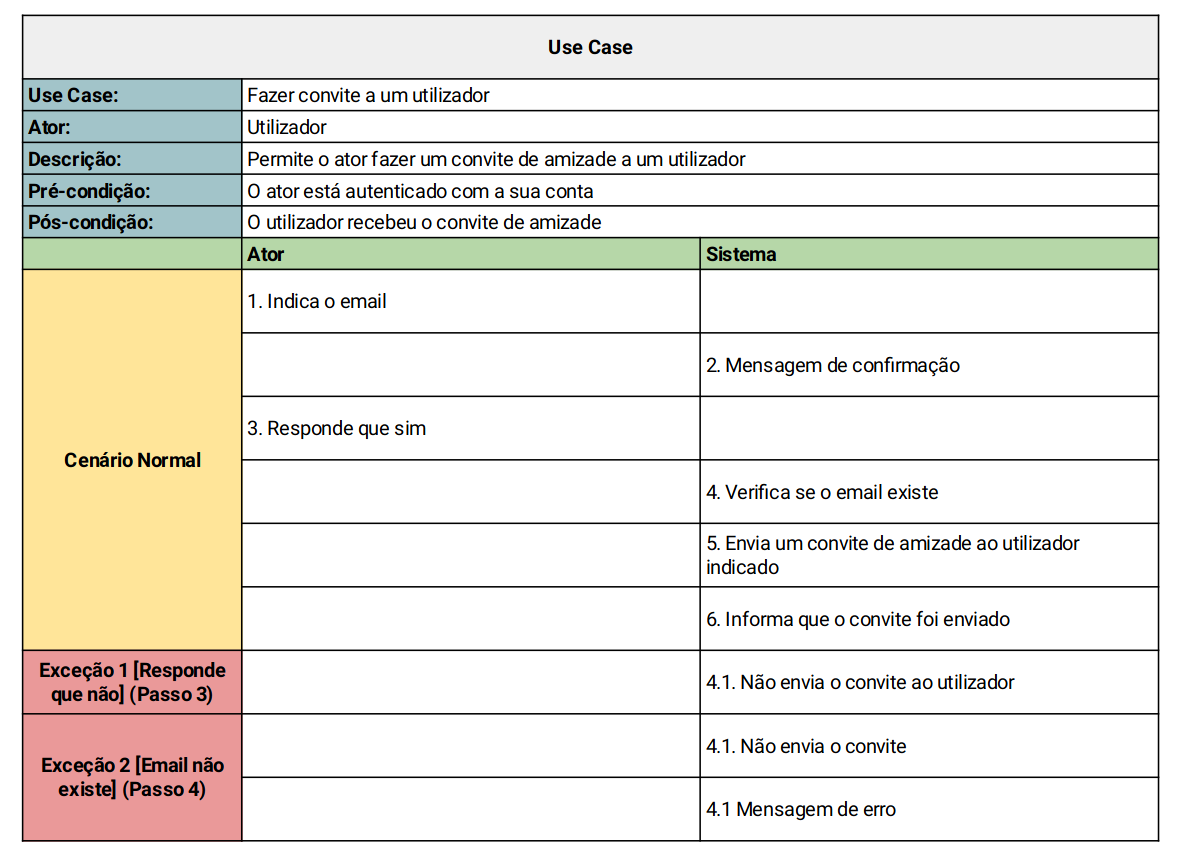 Use Case
Use Case:
Fazer convite a um utilizador
Ator:
Utilizador
Descrição:
Permite o ator fazer um convite de amizade a um utilizador
Pré-condição:
O ator está autenticado com a sua conta
Pós-condição:
O utilizador recebeu o convite de amizade
Ator
Sistema
Cenário Normal
1. Indica o email
2. Mensagem de confirmação
3. Responde que sim
4. Verifica se o email existe
5. Envia um convite de amizade ao utilizador
indicado
6. Informa que o convite foi enviado
Exceção 1 [Responde
que não] (Passo 3)
4.1. Não envia o convite ao utilizador
Exceção 2 [Email não
existe] (Passo 4)
4.1. Não envia o convite
4.1 Mensagem de erro